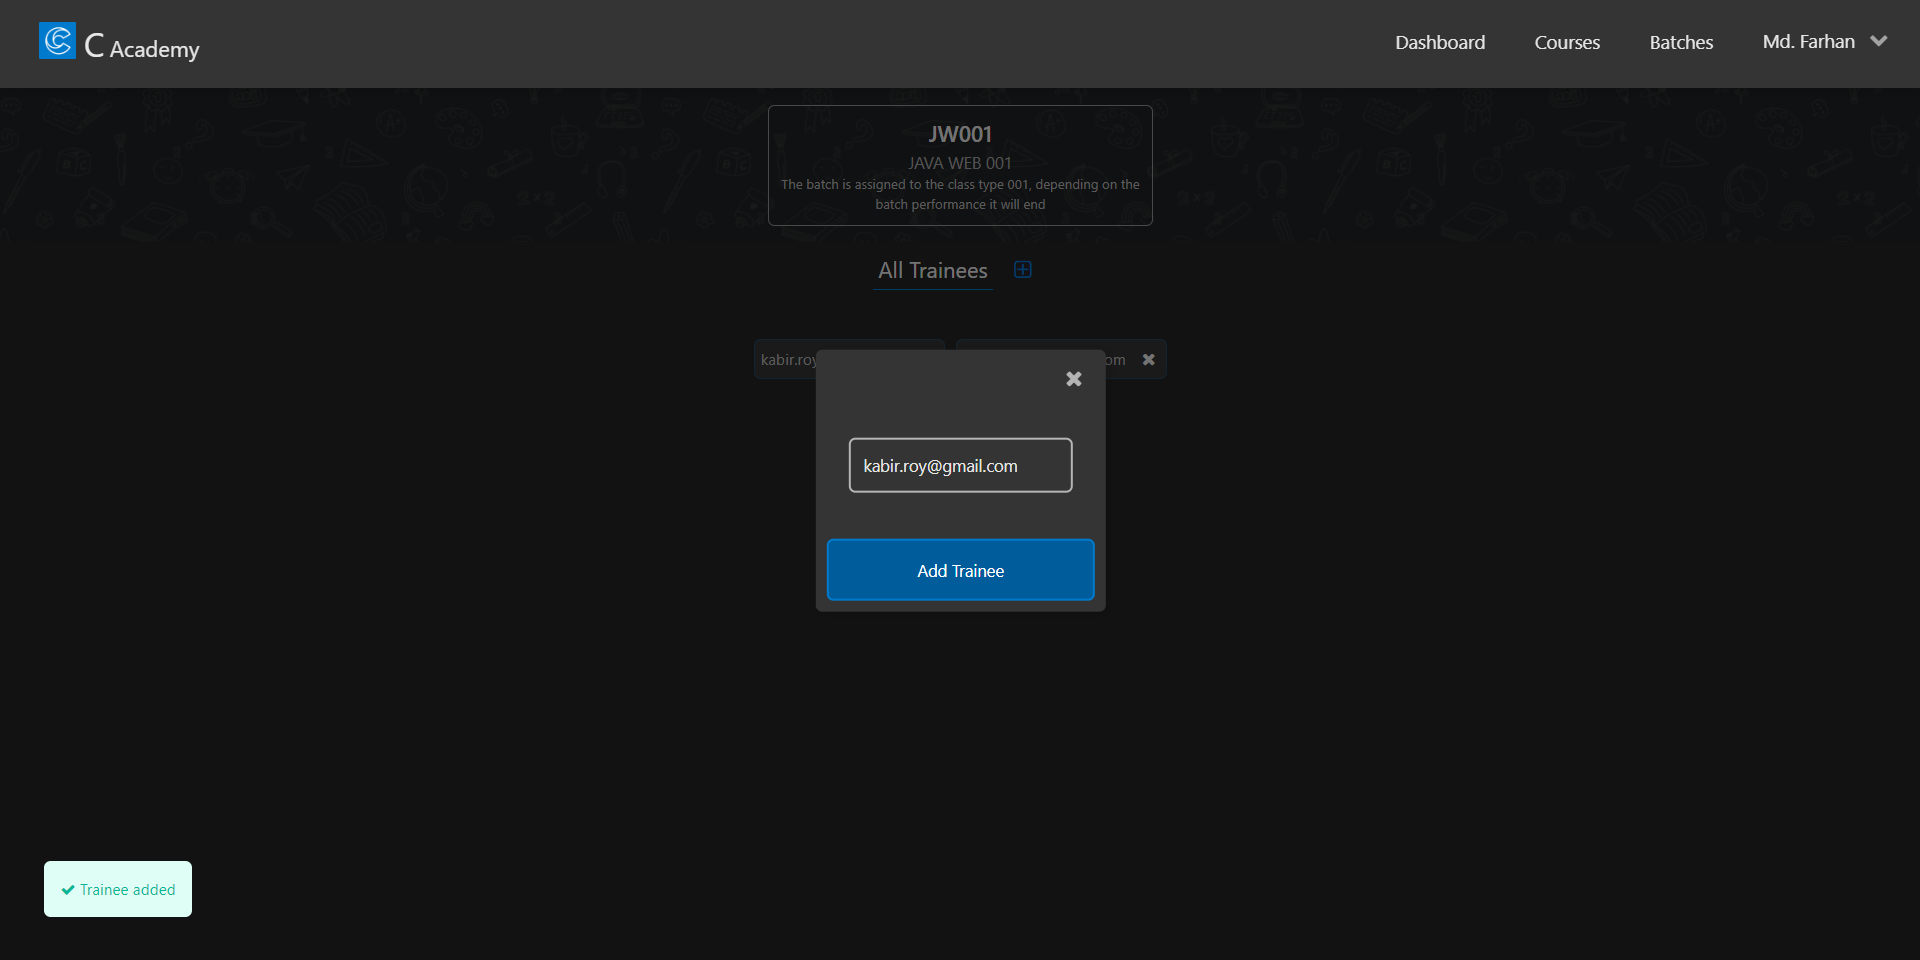 C Academy
Dashboard
Courses
Batches
Md. Farhan
JW001
JAVA WEB 001
The batch is assigned to the class type 001, depending on the
batch performance it will end
All Trainees
kabir.roy
om
kabir.roy@gmail.com
Add Trainee
Trainee added